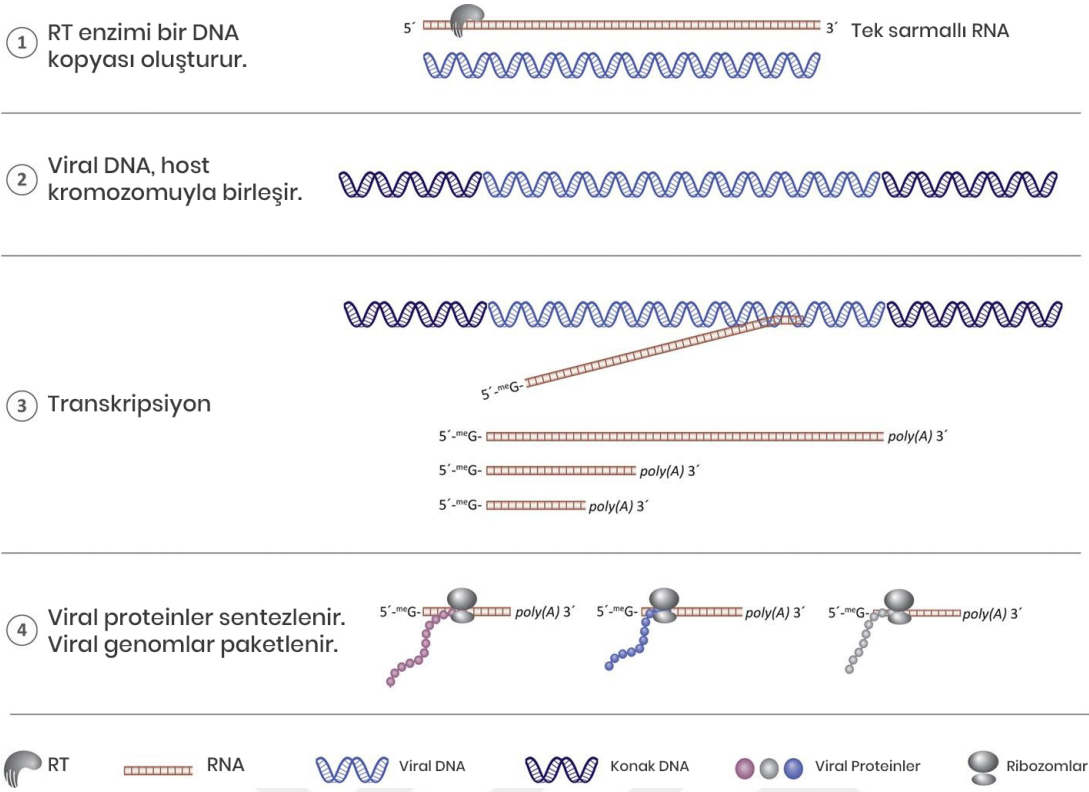 1 RT enzimi bir DNA
kopyası oluşturur.
5´ 3´ Tek sarmallı RNA
2 Viral DNA, host
kromozomuyla birleşir.
3 Transkripsiyon
5´-meG-
5´-meG- poly(A) 3´
5´-meG- poly(A) 3´
5´-meG- poly(A) 3´
4 Viral proteinler sentezlenir.
Viral genomlar paketlenir.
5´-meG- poly(A) 3´ 5´-meG- poly(A) 3´ 5´-meG- poly(A) 3´
RT RNA Viral DNA Konak DNA Viral Proteinler Ribozomlar